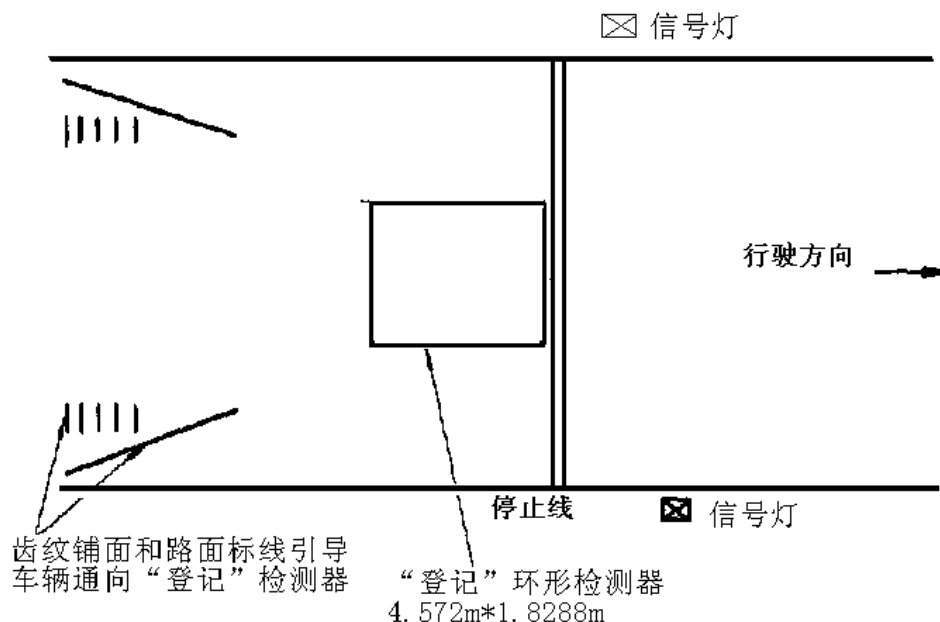 信号灯
行驶方向
停止线
信号灯
齿纹铺面和路面标线引导
车辆通向“登记”检测器
“登记”环形检测器
4.572m*1.8288m